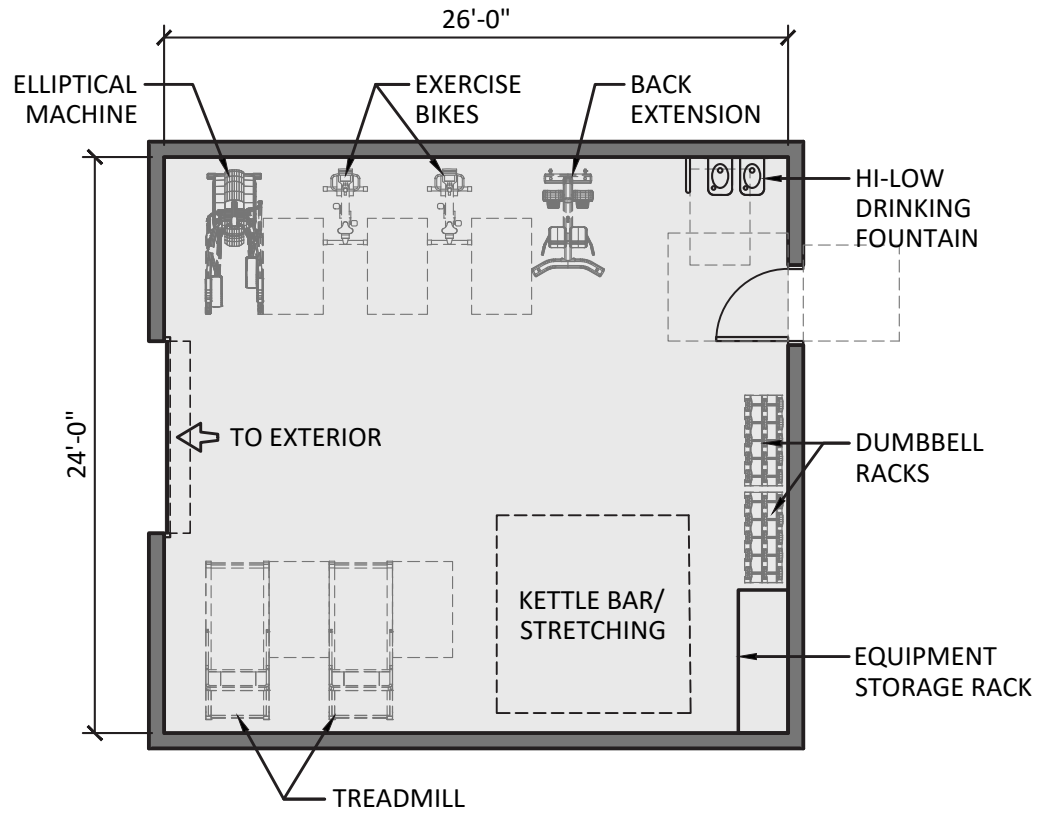 26'-0"
ELLIPTICAL
MACHINE
EXERCISE
BIKES
BACK
EXTENSION
HI-LOW
DRINKING
FOUNTAIN
24'-0"
TO EXTERIOR
DUMBBELL
RACKS
KETTLE BAR/
STRETCHING
EQUIPMENT
STORAGE RACK
TREADMILL